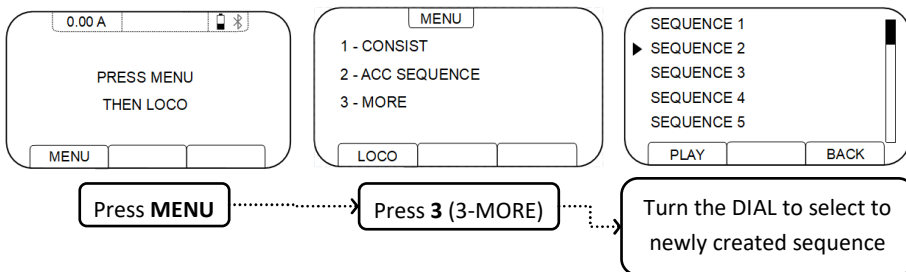 0.00 A
PRESS MENU
THEN LOCO
MENU
MENU
1 - CONSIST
2 - ACC SEQUENCE
3 - MORE
LOCO
SEQUENCE 1
SEQUENCE 2
SEQUENCE 3
SEQUENCE 4
SEQUENCE 5
PLAY BACK
Press MENU
Press 3 (3-MORE)
Turn the DIAL to select to
newly created sequence